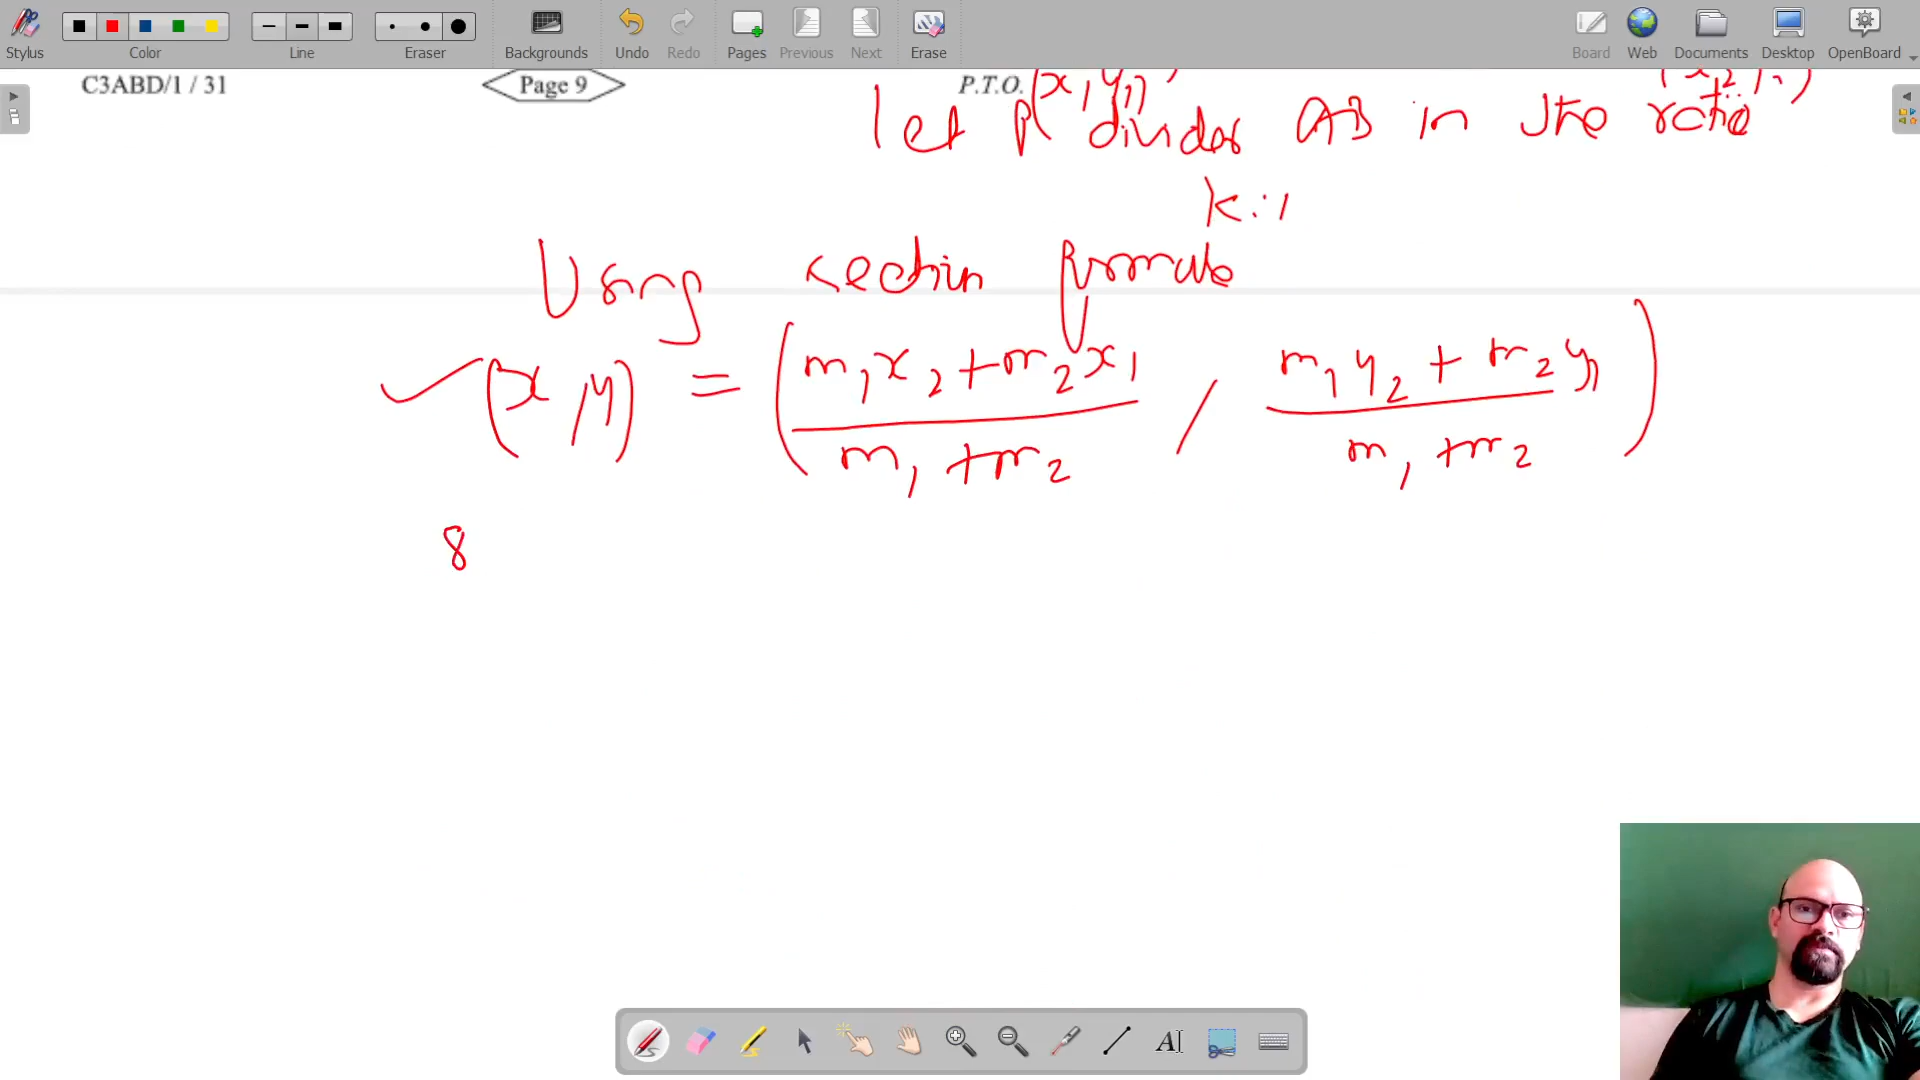 Stylus Color Line Eraser Backgrounds Undo Redo Pages Previous Next Erase Board Web Documents Desktop OpenBoard
C3ABD/1 / 31 Page 9 P.T.O.
let P divides AB in the ratio
k:1
Using section formula
(x, y) = ( m₁x₂ + m₂x₁ / m₁ + m₂ , m₁y₂ + m₂y₁ / m₁ + m₂ )
8